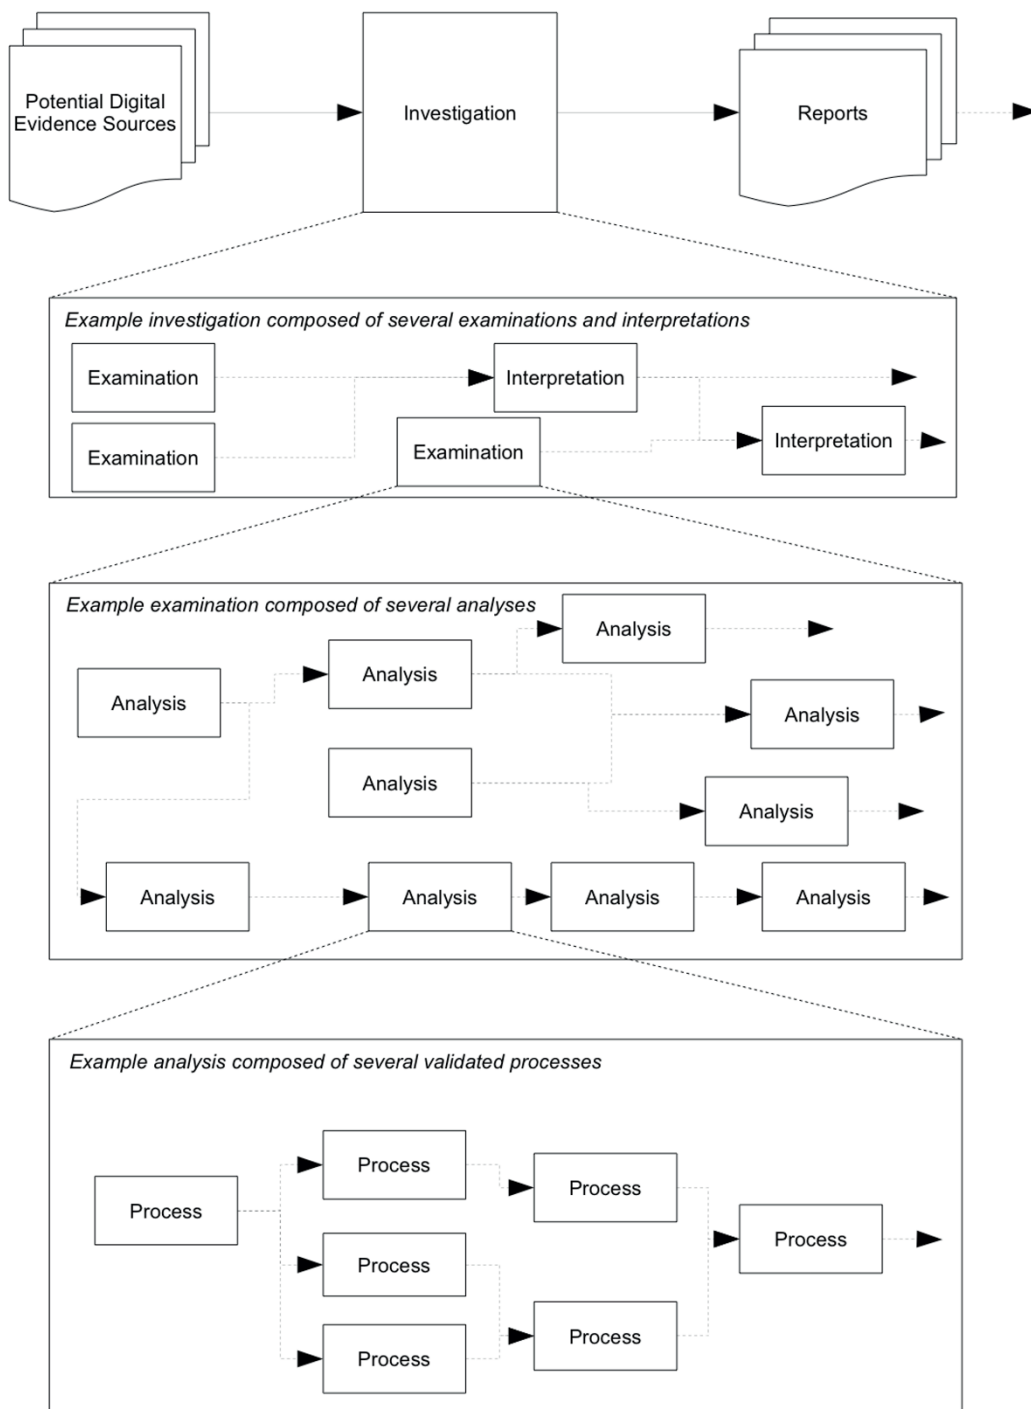 Potential Digital
Evidence Sources
Investigation
Reports
Example investigation composed of several examinations and interpretations
Examination
Interpretation
Examination
Examination
Interpretation
Example examination composed of several analyses
Analysis
Analysis
Analysis
Analysis
Analysis
Analysis
Analysis
Analysis
Analysis
Analysis
Example analysis composed of several validated processes
Process
Process
Process
Process
Process
Process
Process